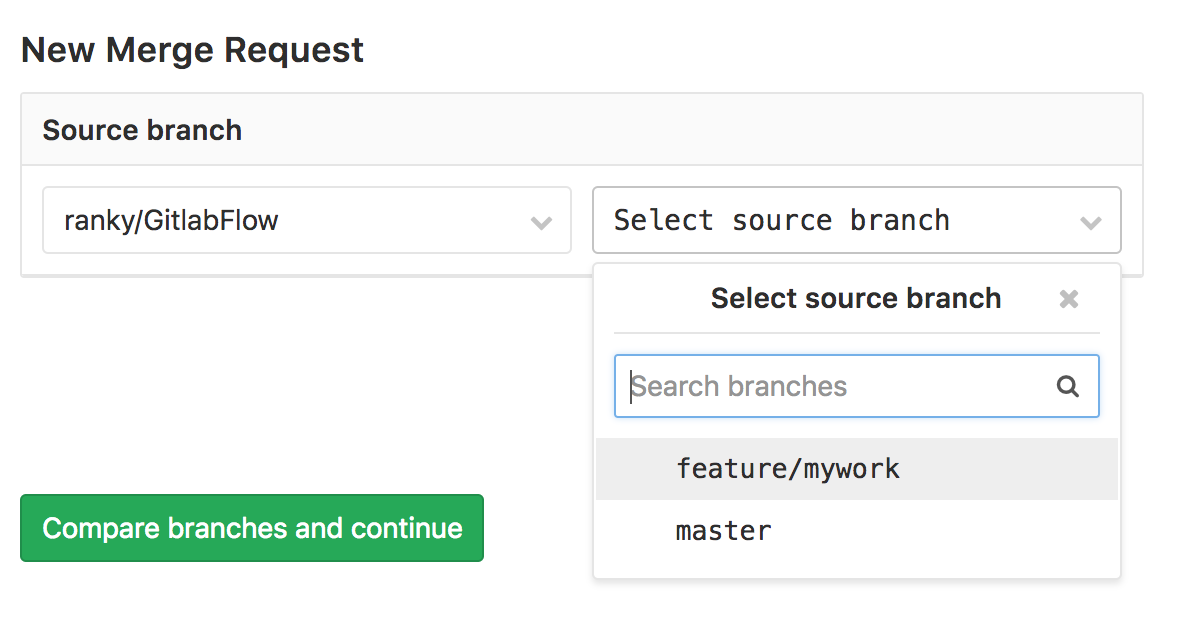 New Merge Request
Source branch
ranky/GitlabFlow
Select source branch
Select source branch
Search branches
feature/mywork
master
Compare branches and continue